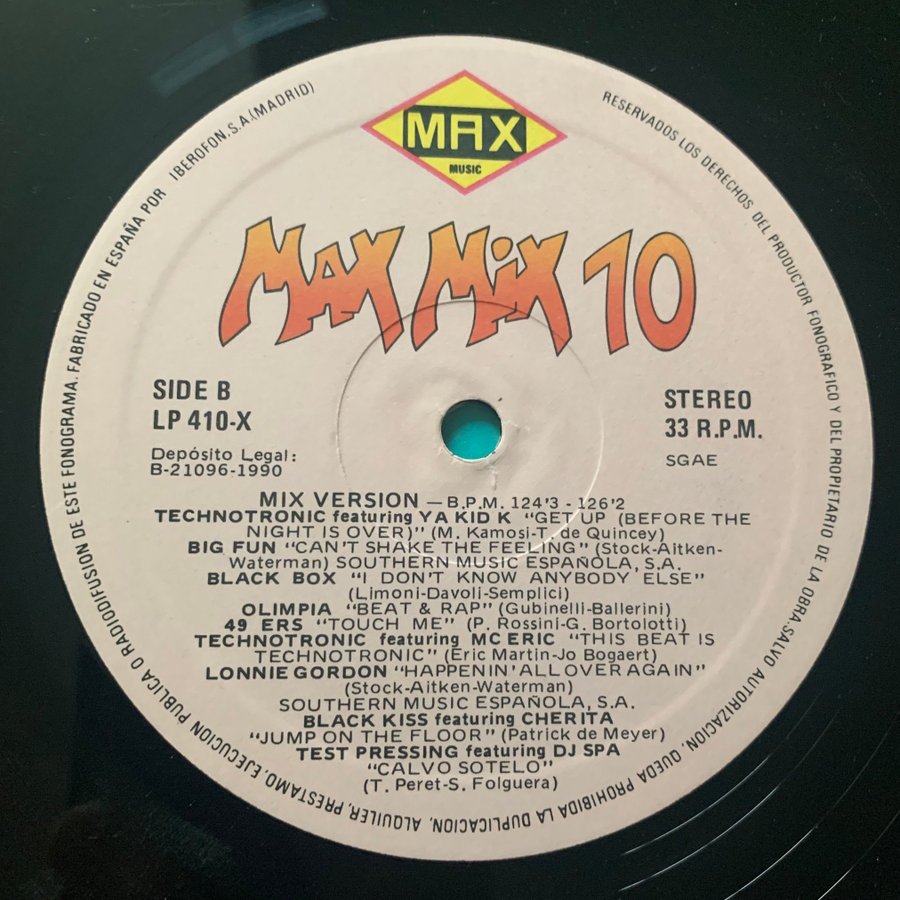 MAX
MUSIC
MAX MiX 10
SIDE B
LP 410-X
Depósito Legal:
B-21096-1990
STEREO
33 R.P.M.
SGAE
MIX VERSION — B.P.M. 124'3 - 126'2
TECHNOTRONIC featuring YA KID K "GET UP (BEFORE THE
NIGHT IS OVER)" (M. Kamosi-T. de Quincey)
BIG FUN "CAN'T SHAKE THE FEELING" (Stock-Aitken-
Waterman) SOUTHERN MUSIC ESPAÑOLA, S.A.
BLACK BOX "I DON'T KNOW ANYBODY ELSE"
(Limoni-Davoli-Semplici)
OLIMPIA "BEAT & RAP" (Gubinelli-Ballerini)
49´ERS "TOUCH ME" (P. Rossini-G. Bortolotti)
TECHNOTRONIC featuring MC ERIC "THIS BEAT IS
TECHNOTRONIC" (Eric Martin-Jo Bogaert)
LONNIE GORDON "HAPPENIN' ALL OVER AGAIN"
(Stock-Aitken-Waterman)
SOUTHERN MUSIC ESPAÑOLA, S.A.
BLACK KISS featuring CHERITA
"JUMP ON THE FLOOR" (Patrick de Meyer)
TEST PRESSING featuring DJ SPA
"CALVO SOTELO"
(T. Peret-S. Folguera)
RESERVADOS LOS DERECHOS DEL PRODUCTOR FONOGRAFICO Y DEL PROPIETARIO DE LA OBRA. SALVO AUTORIZACION, QUEDA PROHIBIDA LA DUPLICACION, ALQUILER, PRESTAMO, EJECUCION PUBLICA O RADIODIFUSION DE ESTE FONOGRAMA. FABRICADO EN ESPAÑA POR IBEROFON, S.A. (MADRID)